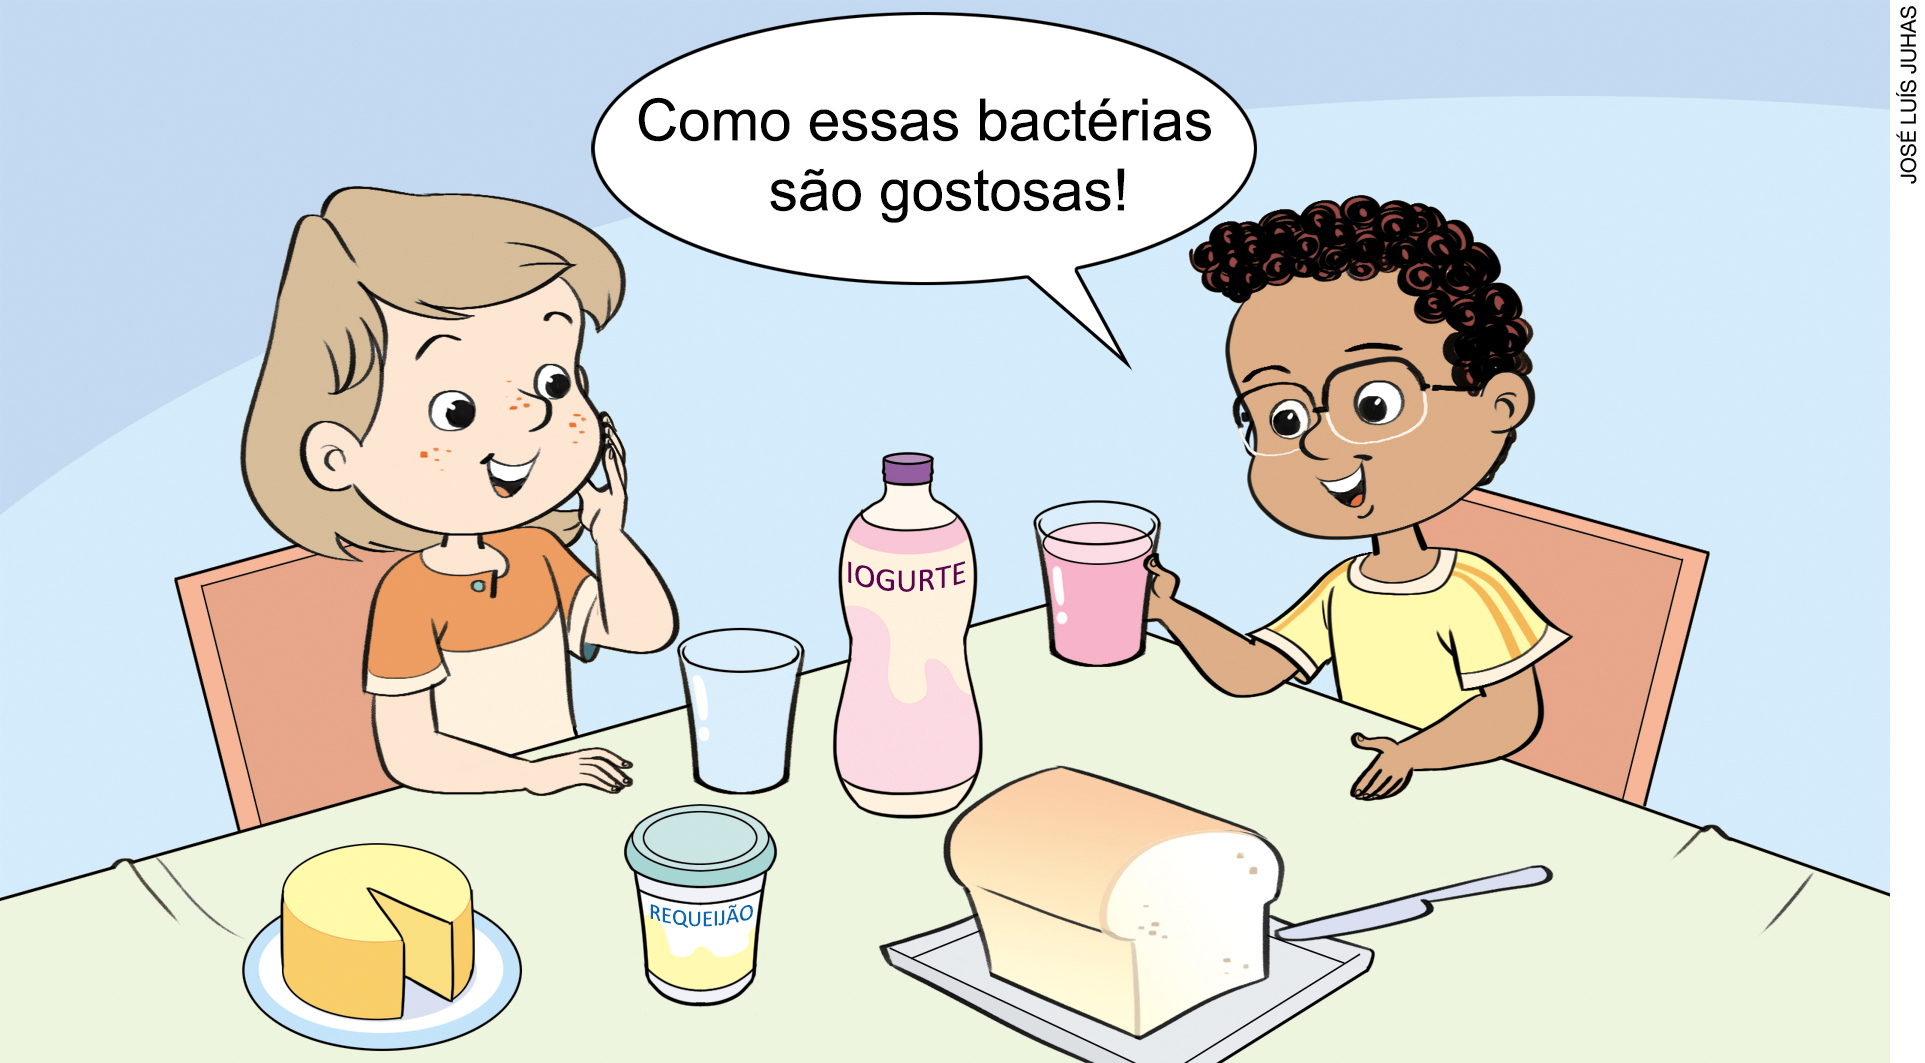 Como essas bactérias
são gostosas!
JOSÉ LUÍS JUHAS
IOGURTE
REQUEIJÃO